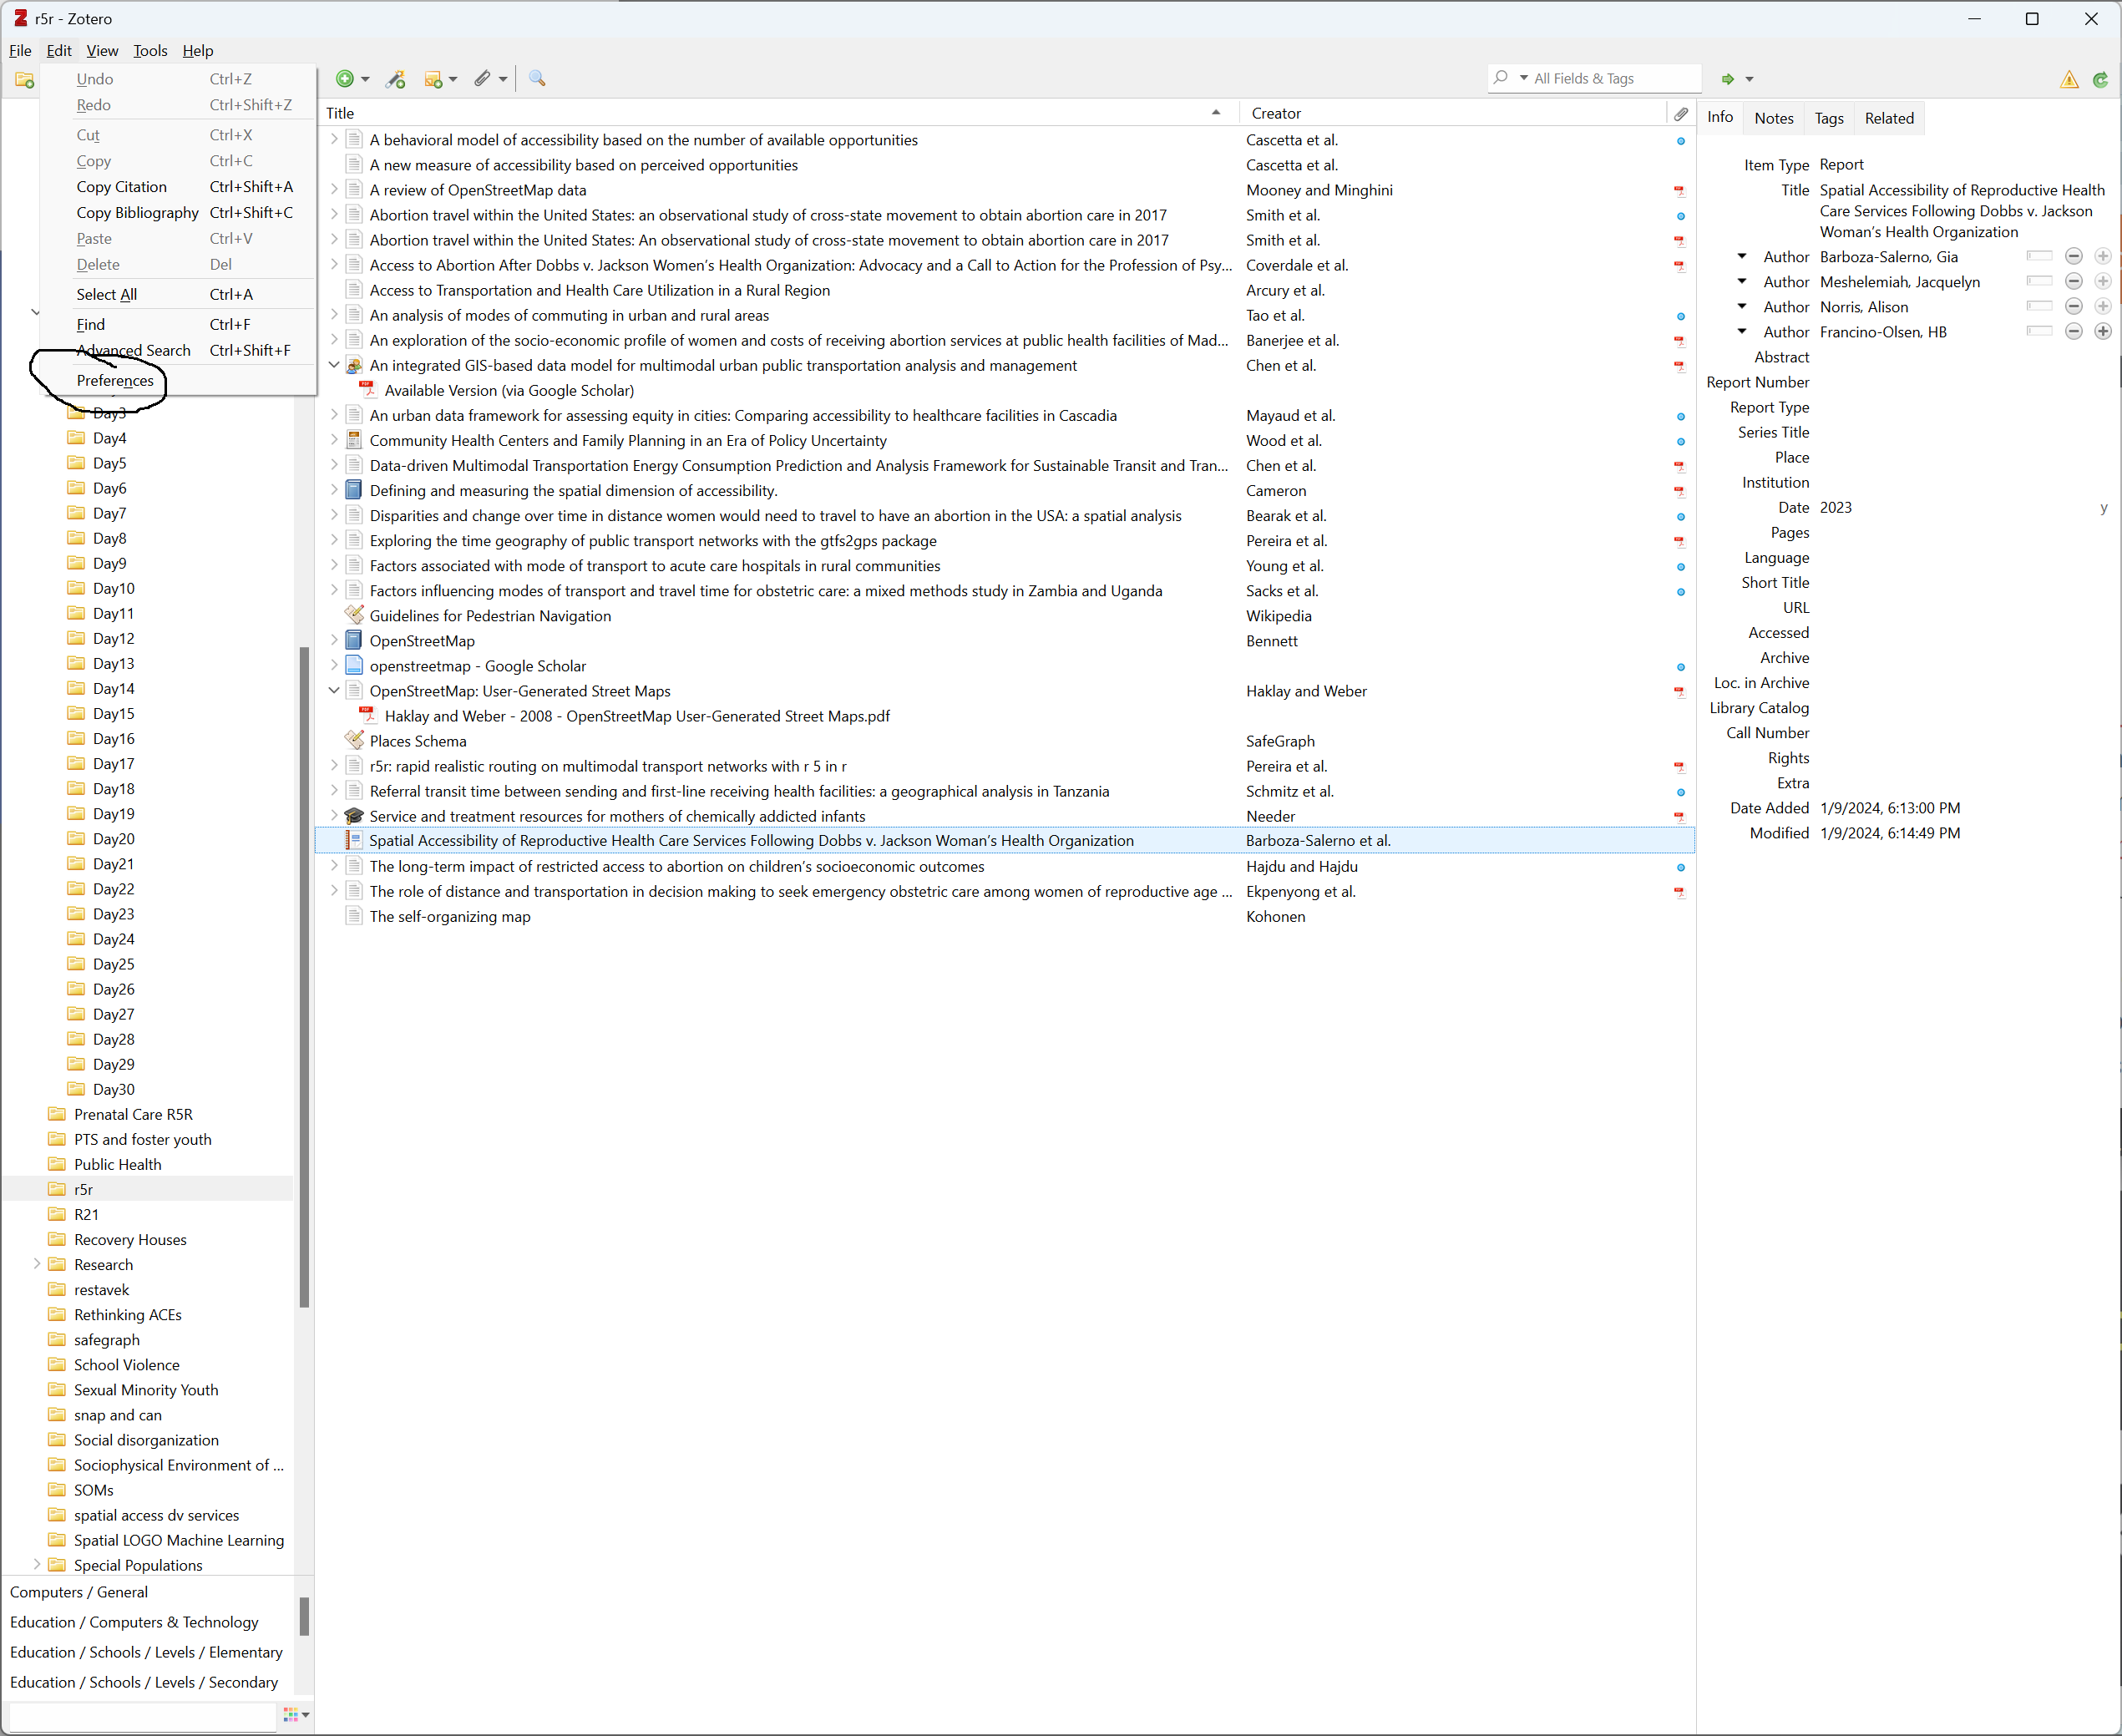 r5r - Zotero
File Edit View Tools Help
All Fields & Tags
Undo Ctrl+Z
Redo Ctrl+Shift+Z
Cut Ctrl+X
Copy Ctrl+C
Copy Citation Ctrl+Shift+A
Copy Bibliography Ctrl+Shift+C
Paste Ctrl+V
Delete Del
Select All Ctrl+A
Find Ctrl+F
Advanced Search Ctrl+Shift+F
Preferences
Day3
Day4
Day5
Day6
Day7
Day8
Day9
Day10
Day11
Day12
Day13
Day14
Day15
Day16
Day17
Day18
Day19
Day20
Day21
Day22
Day23
Day24
Day25
Day26
Day27
Day28
Day29
Day30
Prenatal Care R5R
PTS and foster youth
Public Health
r5r
R21
Recovery Houses
Research
restavek
Rethinking ACEs
safegraph
School Violence
Sexual Minority Youth
snap and can
Social disorganization
Sociophysical Environment of ...
SOMs
spatial access dv services
Spatial LOGO Machine Learning
Special Populations
Computers / General
Education / Computers & Technology
Education / Schools / Levels / Elementary
Education / Schools / Levels / Secondary
Title Creator
A behavioral model of accessibility based on the number of available opportunities Cascetta et al.
A new measure of accessibility based on perceived opportunities Cascetta et al.
A review of OpenStreetMap data Mooney and Minghini
Abortion travel within the United States: an observational study of cross-state movement to obtain abortion care in 2017 Smith et al.
Abortion travel within the United States: An observational study of cross-state movement to obtain abortion care in 2017 Smith et al.
Access to Abortion After Dobbs v. Jackson Women’s Health Organization: Advocacy and a Call to Action for the Profession of Psy... Coverdale et al.
Access to Transportation and Health Care Utilization in a Rural Region Arcury et al.
An analysis of modes of commuting in urban and rural areas Tao et al.
An exploration of the socio-economic profile of women and costs of receiving abortion services at public health facilities of Mad... Banerjee et al.
An integrated GIS-based data model for multimodal urban public transportation analysis and management Chen et al.
Available Version (via Google Scholar)
An urban data framework for assessing equity in cities: Comparing accessibility to healthcare facilities in Cascadia Mayaud et al.
Community Health Centers and Family Planning in an Era of Policy Uncertainty Wood et al.
Data-driven Multimodal Transportation Energy Consumption Prediction and Analysis Framework for Sustainable Transit and Tran... Chen et al.
Defining and measuring the spatial dimension of accessibility. Cameron
Disparities and change over time in distance women would need to travel to have an abortion in the USA: a spatial analysis Bearak et al.
Exploring the time geography of public transport networks with the gtfs2gps package Pereira et al.
Factors associated with mode of transport to acute care hospitals in rural communities Young et al.
Factors influencing modes of transport and travel time for obstetric care: a mixed methods study in Zambia and Uganda Sacks et al.
Guidelines for Pedestrian Navigation Wikipedia
OpenStreetMap Bennett
openstreetmap - Google Scholar
OpenStreetMap: User-Generated Street Maps Haklay and Weber
Haklay and Weber - 2008 - OpenStreetMap User-Generated Street Maps.pdf
Places Schema SafeGraph
r5r: rapid realistic routing on multimodal transport networks with r 5 in r Pereira et al.
Referral transit time between sending and first-line receiving health facilities: a geographical analysis in Tanzania Schmitz et al.
Service and treatment resources for mothers of chemically addicted infants Needer
Spatial Accessibility of Reproductive Health Care Services Following Dobbs v. Jackson Woman’s Health Organization Barboza-Salerno et al.
The long-term impact of restricted access to abortion on children’s socioeconomic outcomes Hajdu and Hajdu
The role of distance and transportation in decision making to seek emergency obstetric care among women of reproductive age ... Ekpenyong et al.
The self-organizing map Kohonen
Info Notes Tags Related
Item Type Report
Title Spatial Accessibility of Reproductive Health
Care Services Following Dobbs v. Jackson
Woman’s Health Organization
Author Barboza-Salerno, Gia
Author Meshelemiah, Jacquelyn
Author Norris, Alison
Author Francino-Olsen, HB
Abstract
Report Number
Report Type
Series Title
Place
Institution
Date 2023 y
Pages
Language
Short Title
URL
Accessed
Archive
Loc. in Archive
Library Catalog
Call Number
Rights
Extra
Date Added 1/9/2024, 6:13:00 PM
Modified 1/9/2024, 6:14:49 PM